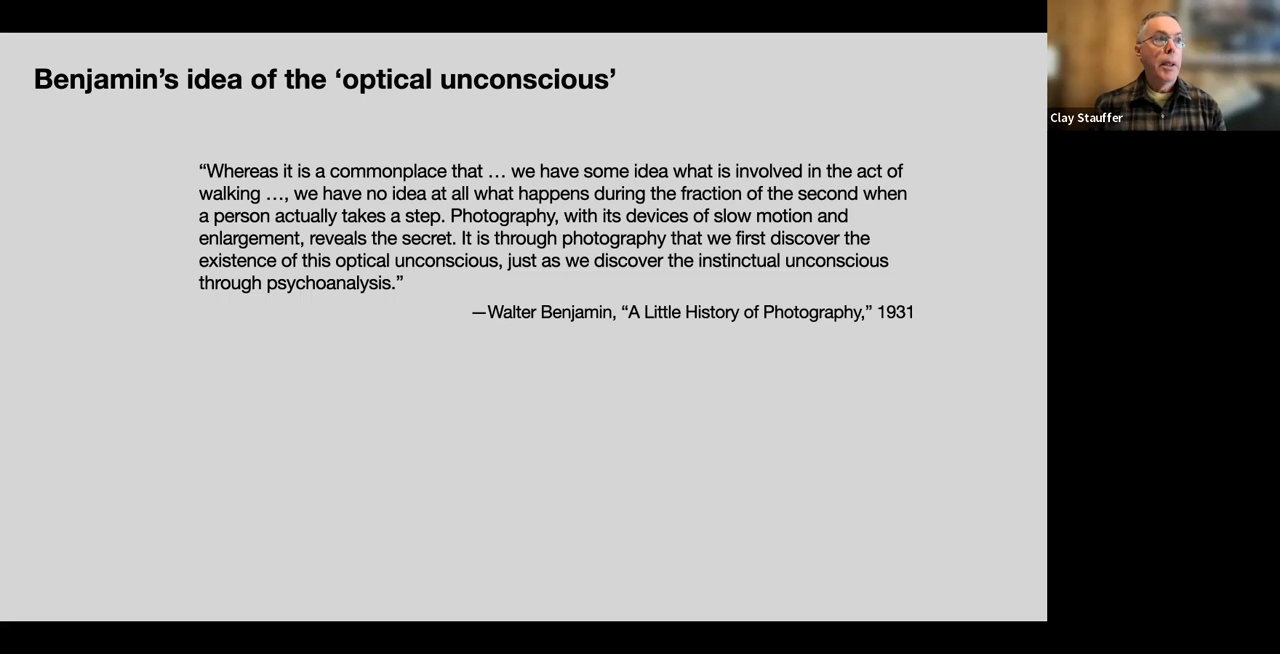 Benjamin’s idea of the ‘optical unconscious’
“Whereas it is a commonplace that … we have some idea what is involved in the act of
walking …, we have no idea at all what happens during the fraction of the second when
a person actually takes a step. Photography, with its devices of slow motion and
enlargement, reveals the secret. It is through photography that we first discover the
existence of this optical unconscious, just as we discover the instinctual unconscious
through psychoanalysis.”
—Walter Benjamin, “A Little History of Photography,” 1931
Clay Stauffer